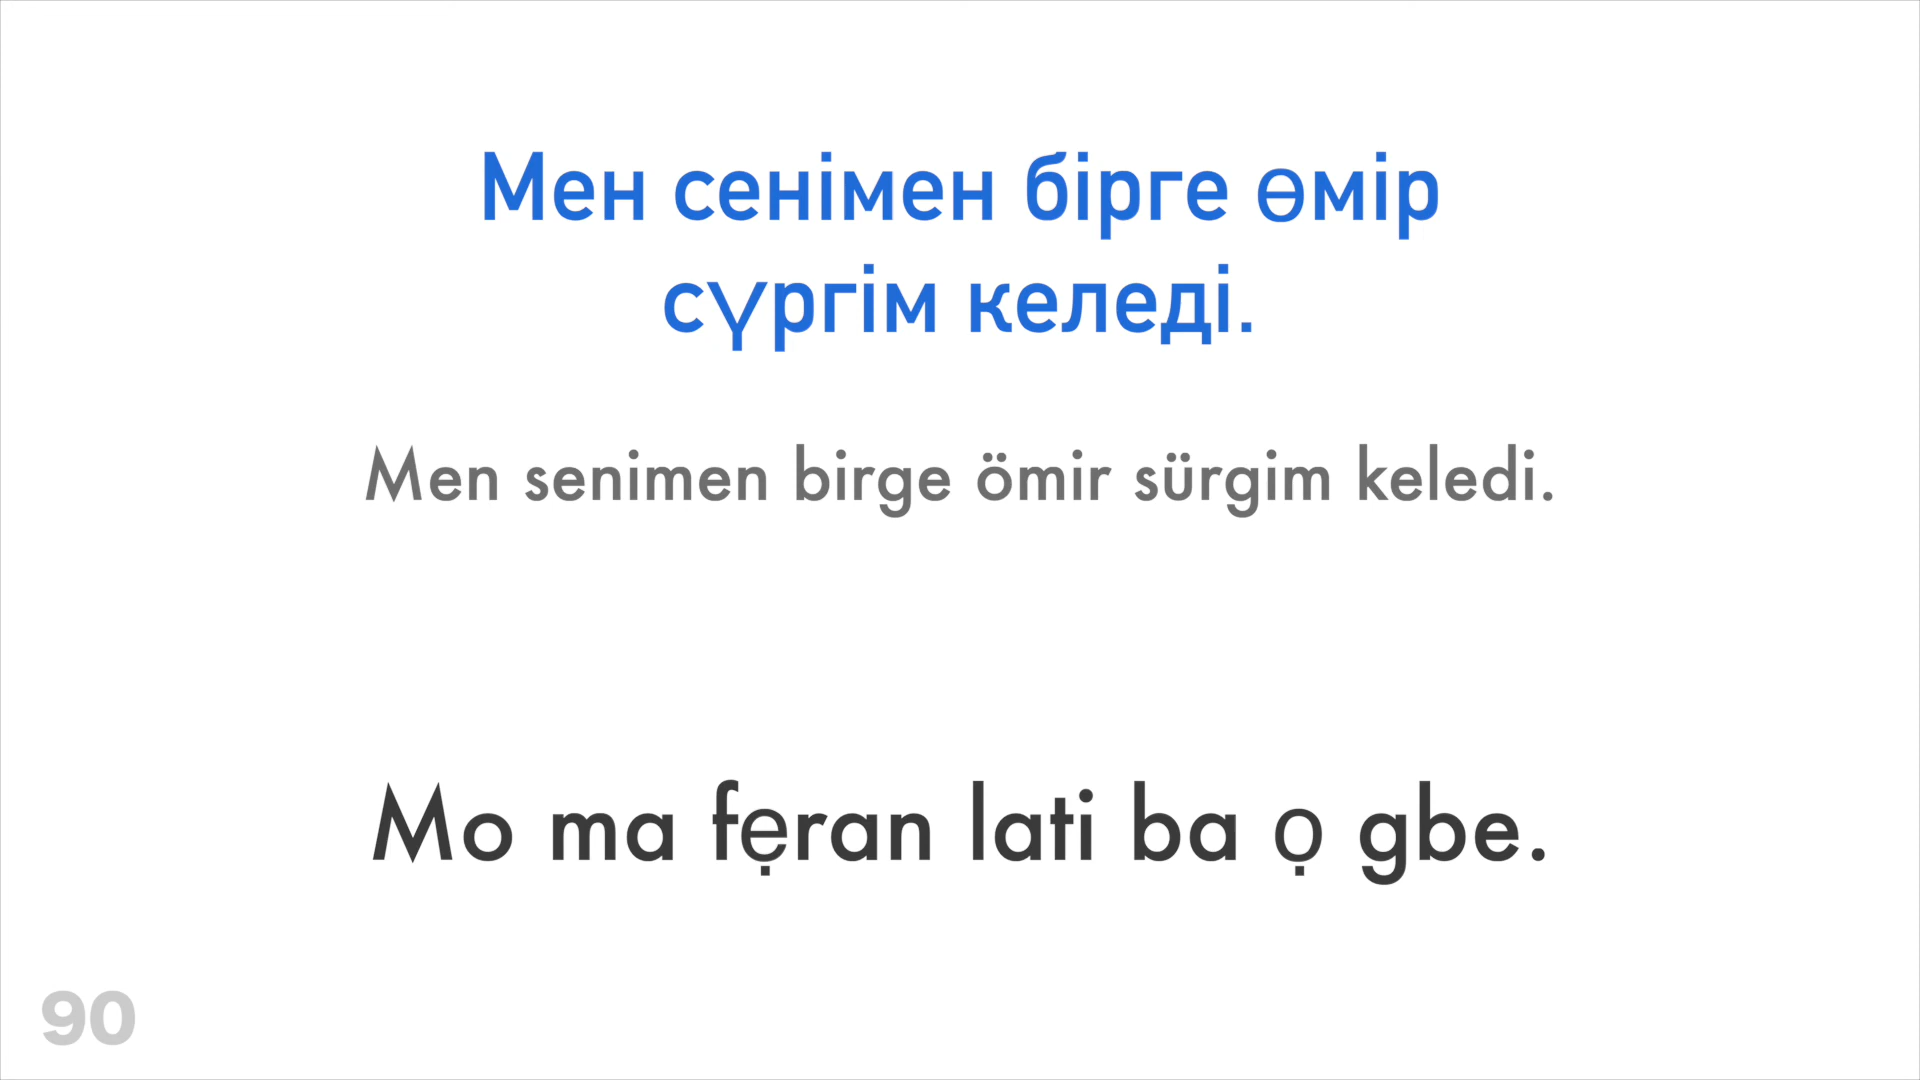 Мен сенімен бірге өмір
сүргім келеді.
Men senimen birge ömir sürgim keledi.
Mo ma fẹran lati ba ọ gbe.
90